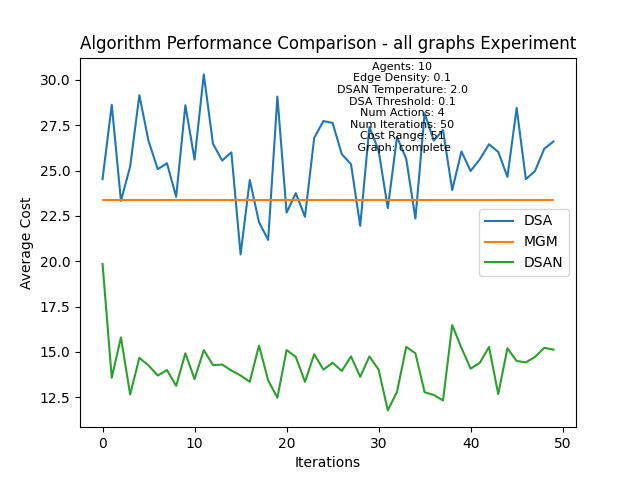 Algorithm Performance Comparison - all graphs Experiment
Agents: 10
Edge Density: 0.1
DSAN Temperature: 2.0
DSA Threshold: 0.1
Num Actions: 4
Num Iterations: 50
Cost Range:
Graph: complete
30.0
27.5
25.0
22.5
20.0
17.5
15.0
12.5
Average Cost
DSA
MGM
DSAN
0
10
20
30
40
50
Iterations